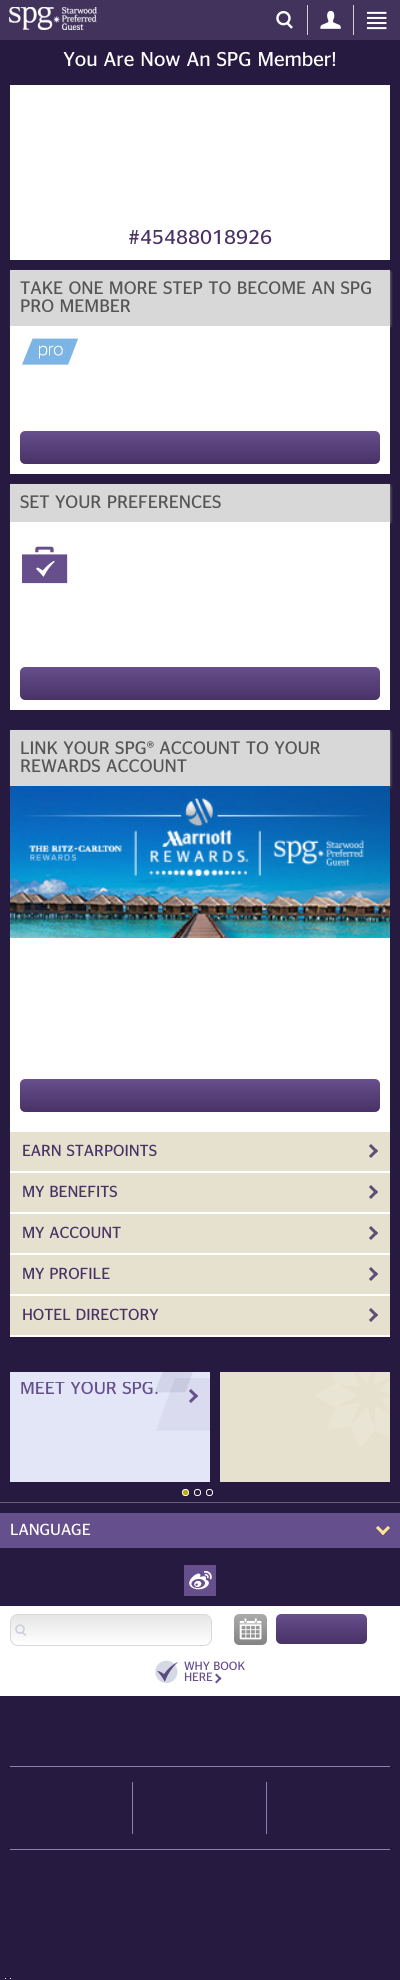 spg Starwood
Preferred
Guest
You Are Now An SPG Member!
#45488018926
TAKE ONE MORE STEP TO BECOME AN SPG
PRO MEMBER
pro
SET YOUR PREFERENCES
LINK YOUR SPG® ACCOUNT TO YOUR
REWARDS ACCOUNT
THE RITZ-CARLTON
REWARDS
Marriott
REWARDS.
spg Starwood
Preferred
Guest
EARN STARPOINTS
MY BENEFITS
MY ACCOUNT
MY PROFILE
HOTEL DIRECTORY
MEET YOUR SPG.
LANGUAGE
WHY BOOK
HERE